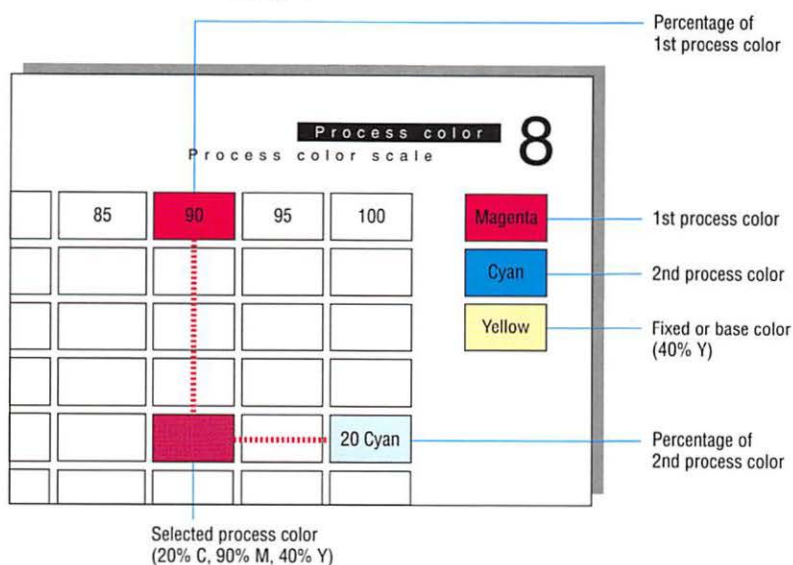 Percentage of
1st process color
Process color
8
Process color scale
85
90
95
100
Magenta
1st process color
Cyan
2nd process color
Yellow
Fixed or base color
(40% Y)
20 Cyan
Percentage of
2nd process color
Selected process color
(20% C, 90% M, 40% Y)